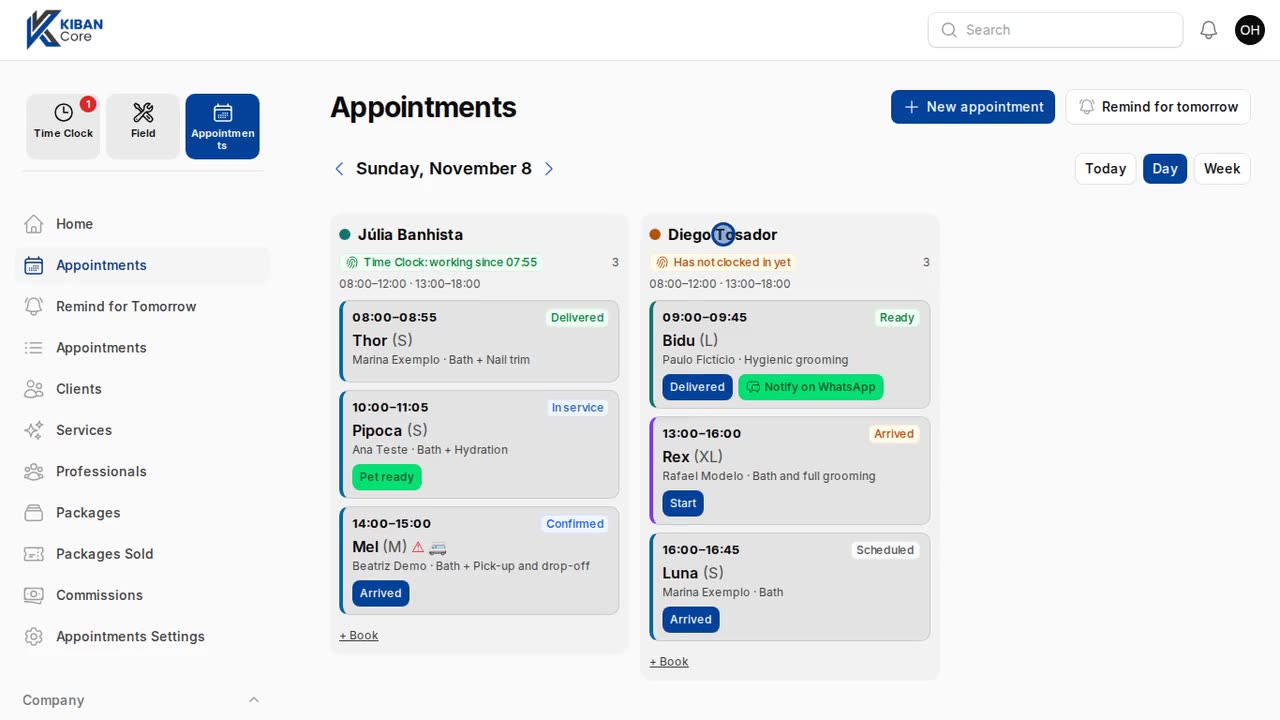 KIBAN
Core
Search
OH
1
Time Clock
Field
Appointmen
ts
Home
Appointments
Remind for Tomorrow
Appointments
Clients
Services
Professionals
Packages
Packages Sold
Commissions
Appointments Settings
Company
Appointments
New appointment
Remind for tomorrow
Sunday, November 8
Today
Day
Week
Júlia Banhista
Time Clock: working since 07:55
3
08:00–12:00 · 13:00–18:00
08:00–08:55
Delivered
Thor (S)
Marina Exemplo · Bath + Nail trim
10:00–11:05
In service
Pipoca (S)
Ana Teste · Bath + Hydration
Pet ready
14:00–15:00
Confirmed
Mel (M)
Beatriz Demo · Bath + Pick-up and drop-off
Arrived
+ Book
Diego Tosador
Has not clocked in yet
3
08:00–12:00 · 13:00–18:00
09:00–09:45
Ready
Bidu (L)
Paulo Fictício · Hygienic grooming
Delivered
Notify on WhatsApp
13:00–16:00
Arrived
Rex (XL)
Rafael Modelo · Bath and full grooming
Start
16:00–16:45
Scheduled
Luna (S)
Marina Exemplo · Bath
Arrived
+ Book